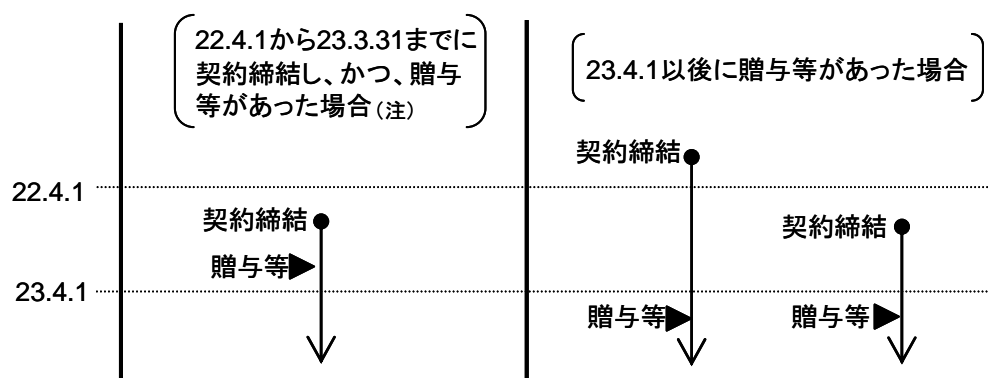 22.4.1から23.3.31までに
契約締結し、かつ、贈与
等があった場合(注)
23.4.1以後に贈与等があった場合
契約締結
22.4.1
契約締結
契約締結
贈与等
23.4.1
贈与等
贈与等